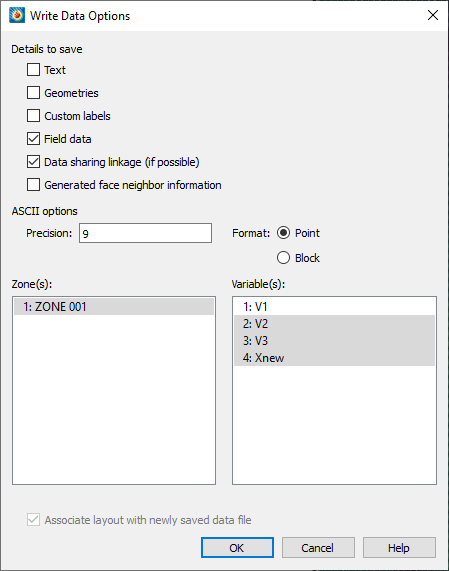 Write Data Options
Details to save
Text
Geometries
Custom labels
Field data
Data sharing linkage (if possible)
Generated face neighbor information
ASCII options
Precision: 9 Format: Point
Block
Zone(s): Variable(s):
1: ZONE 001 1: V1
2: V2
3: V3
4: Xnew
Associate layout with newly saved data file
OK Cancel Help